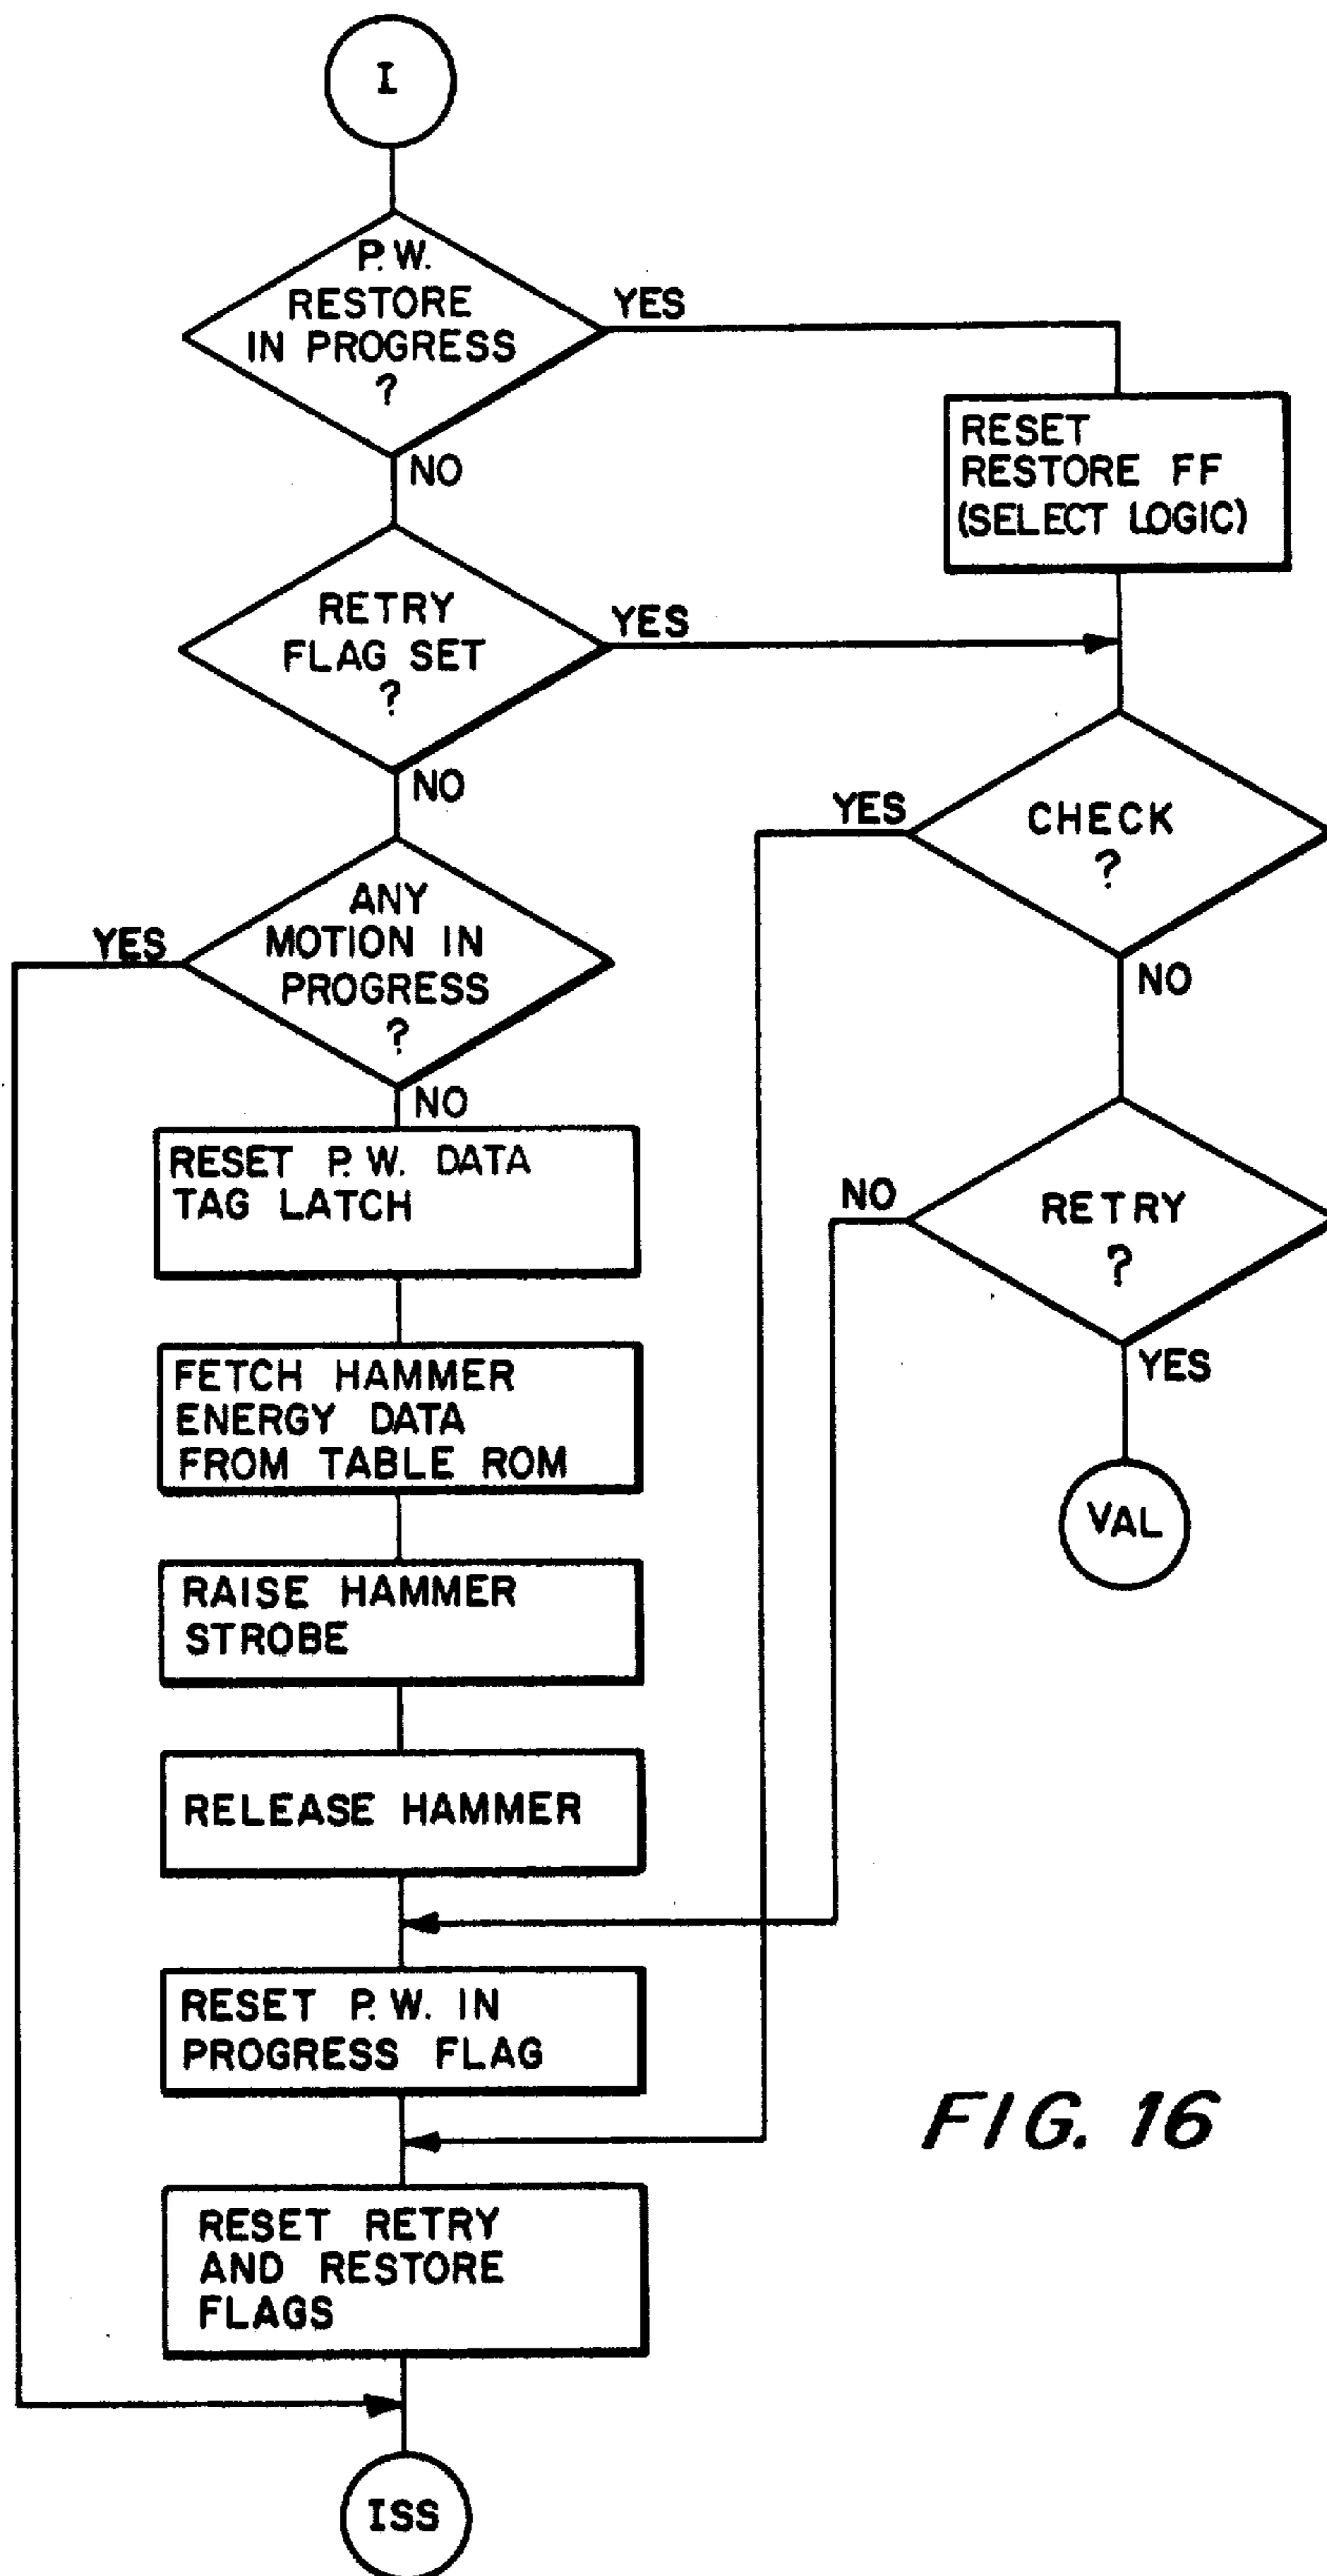 I
P.W.
RESTORE
IN PROGRESS
?
YES
NO
RESET
RESTORE FF
(SELECT LOGIC)
RETRY
FLAG SET
?
YES
NO
CHECK
?
YES
NO
ANY
MOTION IN
PROGRESS
?
YES
NO
RETRY
?
NO
YES
VAL
RESET P.W. DATA
TAG LATCH
FETCH HAMMER
ENERGY DATA
FROM TABLE ROM
RAISE HAMMER
STROBE
RELEASE HAMMER
RESET P.W. IN
PROGRESS FLAG
RESET RETRY
AND RESTORE
FLAGS
ISS
FIG. 16